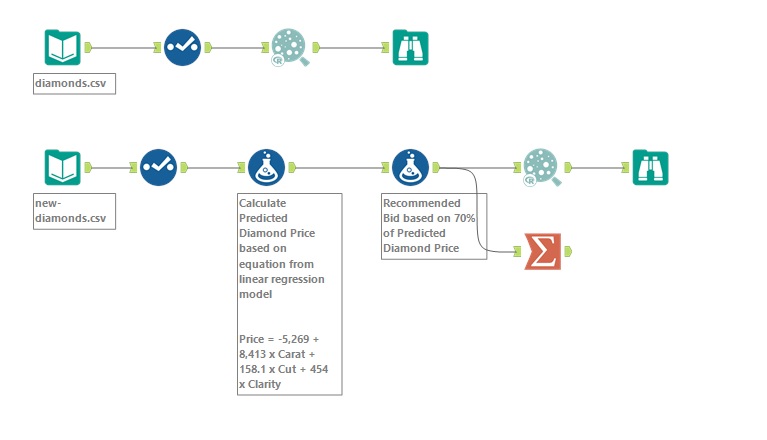 diamonds.csv
new-
diamonds.csv
Calculate
Predicted
Diamond Price
based on
equation from
linear regression
model
Price = -5,269 +
8,413 x Carat +
158.1 x Cut + 454
x Clarity
Recommended
Bid based on 70%
of Predicted
Diamond Price
R
R
Σ